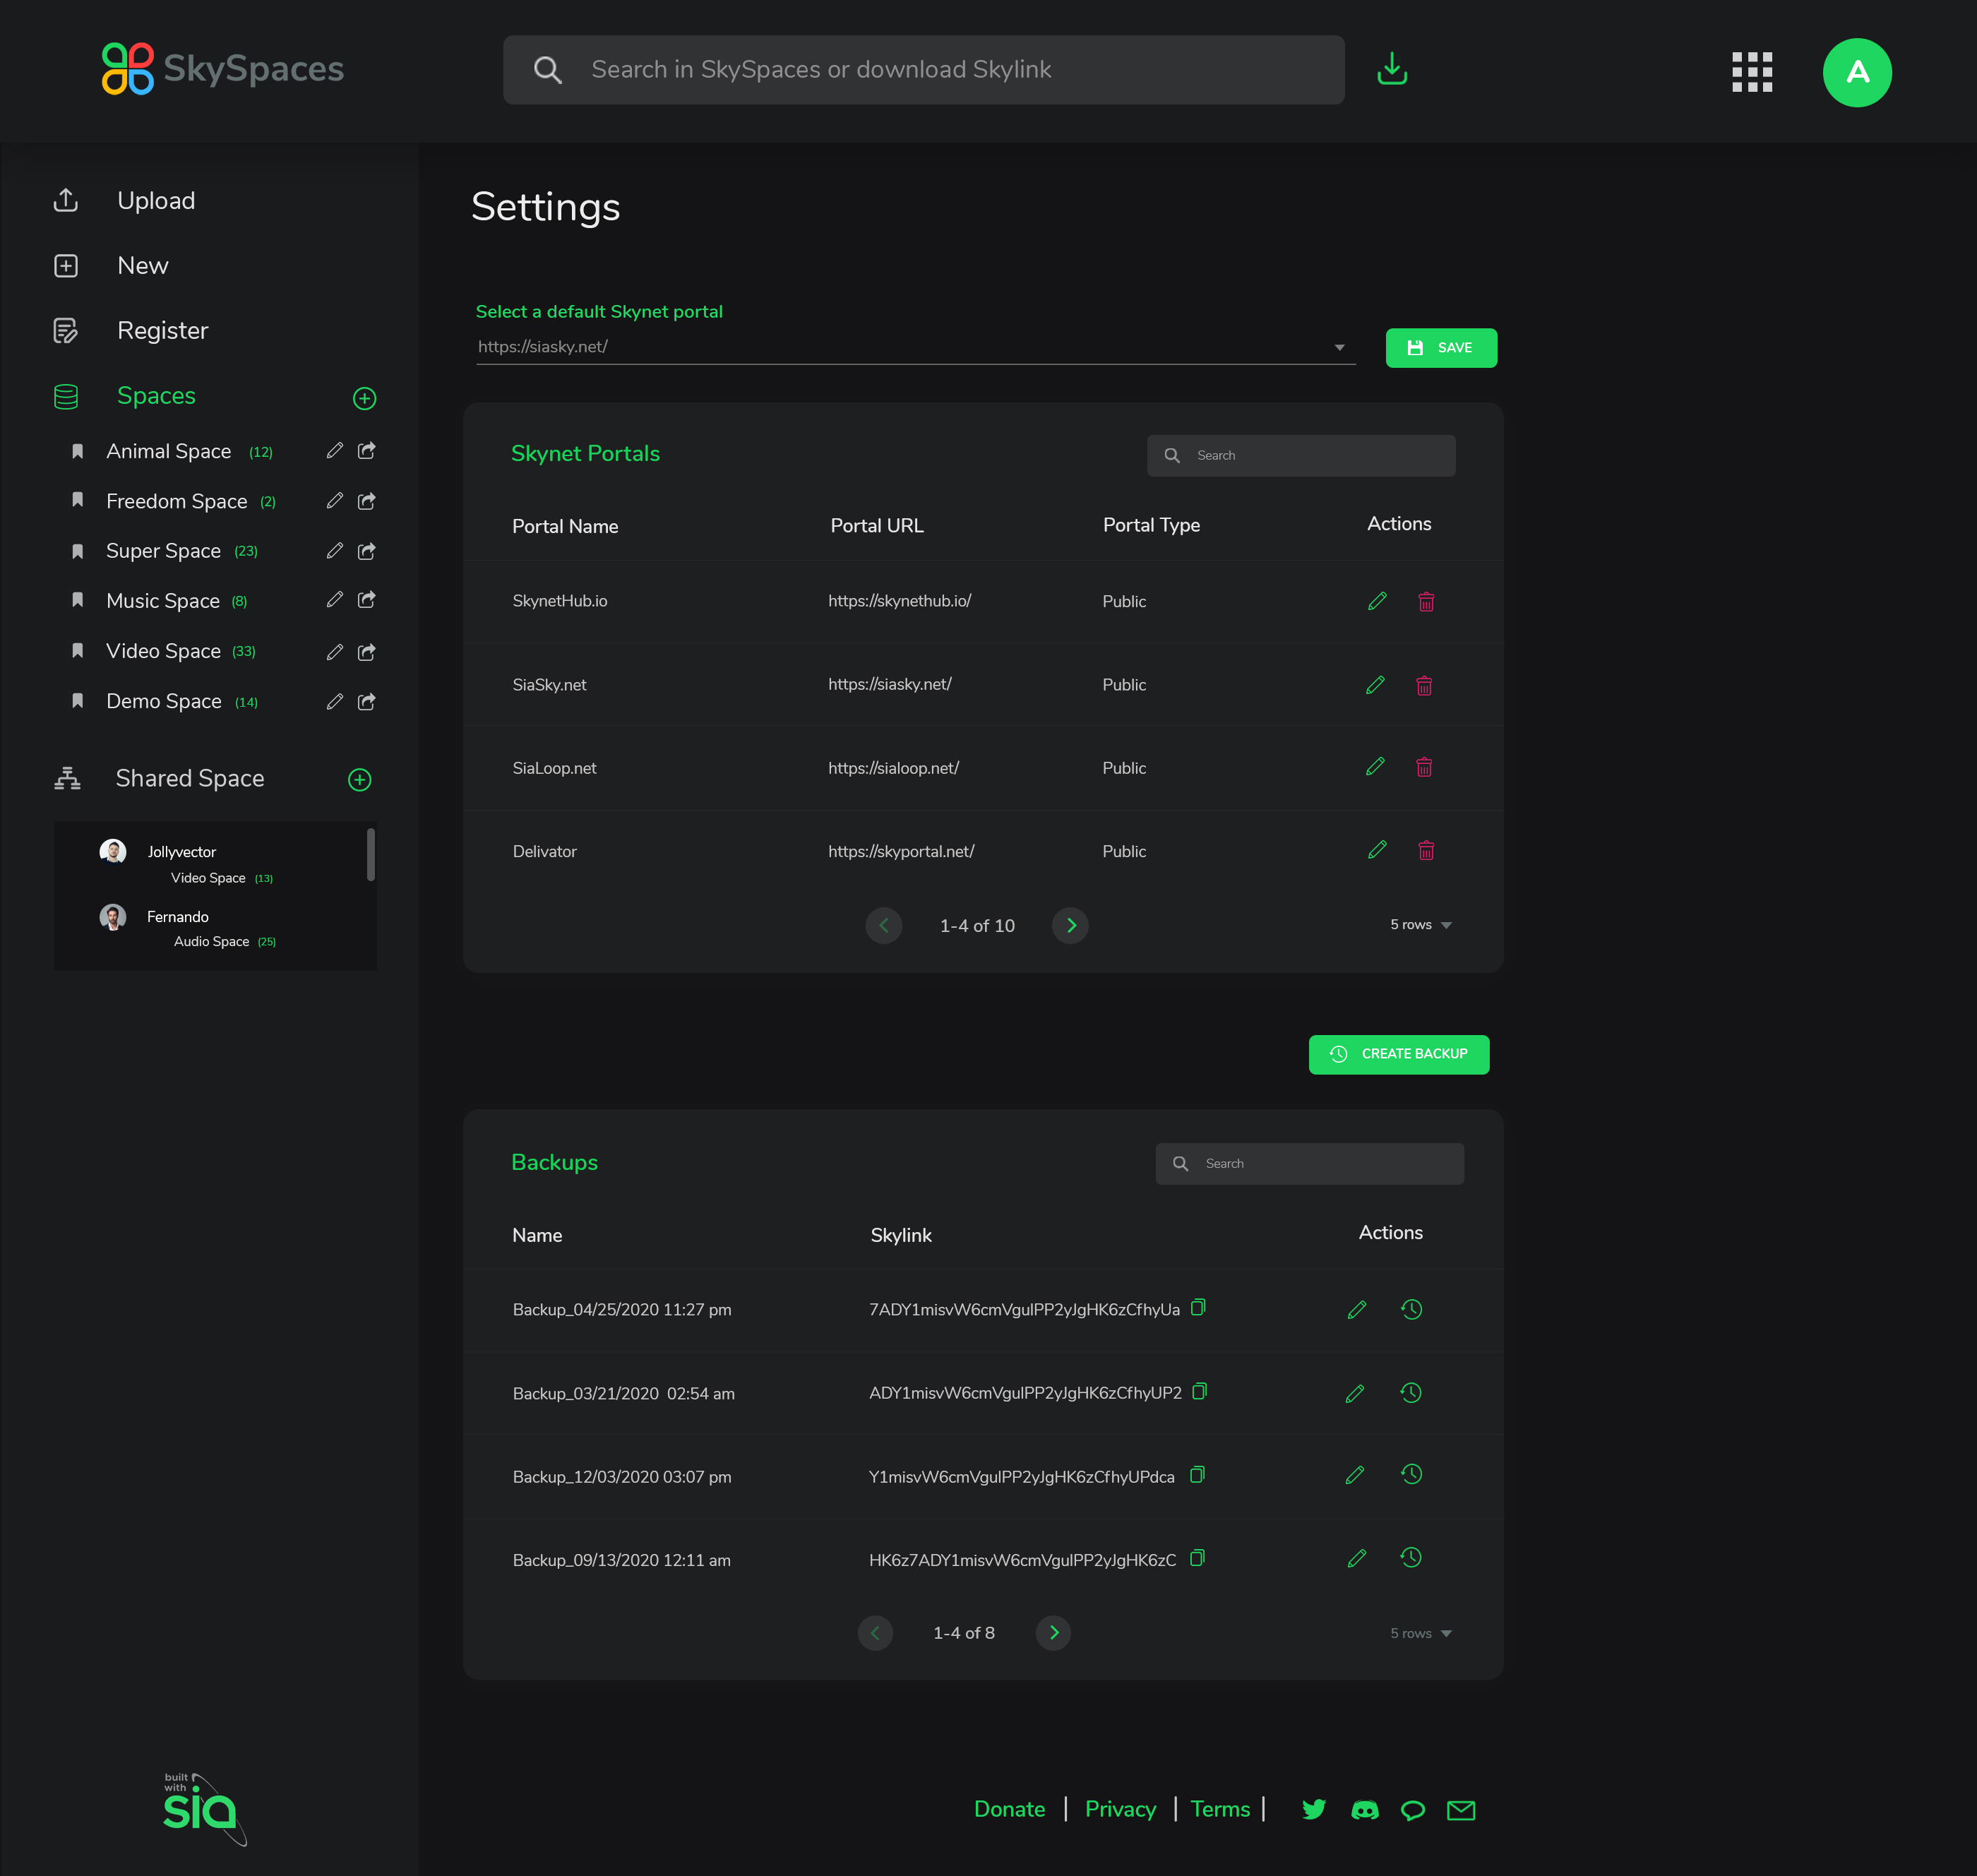 SkySpaces
Search in SkySpaces or download Skylink
A
Upload
New
Register
Spaces
Animal Space (12)
Freedom Space (2)
Super Space (23)
Music Space (8)
Video Space (33)
Demo Space (14)
Shared Space
Jollyvector
Video Space (13)
Fernando
Audio Space (25)
built
with
sia
Settings
Select a default Skynet portal
https://siasky.net/
SAVE
Skynet Portals
Search
Portal Name Portal URL Portal Type Actions
SkynetHub.io https://skynethub.io/ Public
SiaSky.net https://siasky.net/ Public
SiaLoop.net https://sialoop.net/ Public
Delivator https://skyportal.net/ Public
1-4 of 10
5 rows
CREATE BACKUP
Backups
Search
Name Skylink Actions
Backup_04/25/2020 11:27 pm 7ADY1misvW6cmVgulPP2yJgHK6zCfhyUa
Backup_03/21/2020  02:54 am ADY1misvW6cmVgulPP2yJgHK6zCfhyUP2
Backup_12/03/2020 03:07 pm Y1misvW6cmVgulPP2yJgHK6zCfhyUPdca
Backup_09/13/2020 12:11 am HK6z7ADY1misvW6cmVgulPP2yJgHK6zC
1-4 of 8
5 rows
Donate | Privacy | Terms |